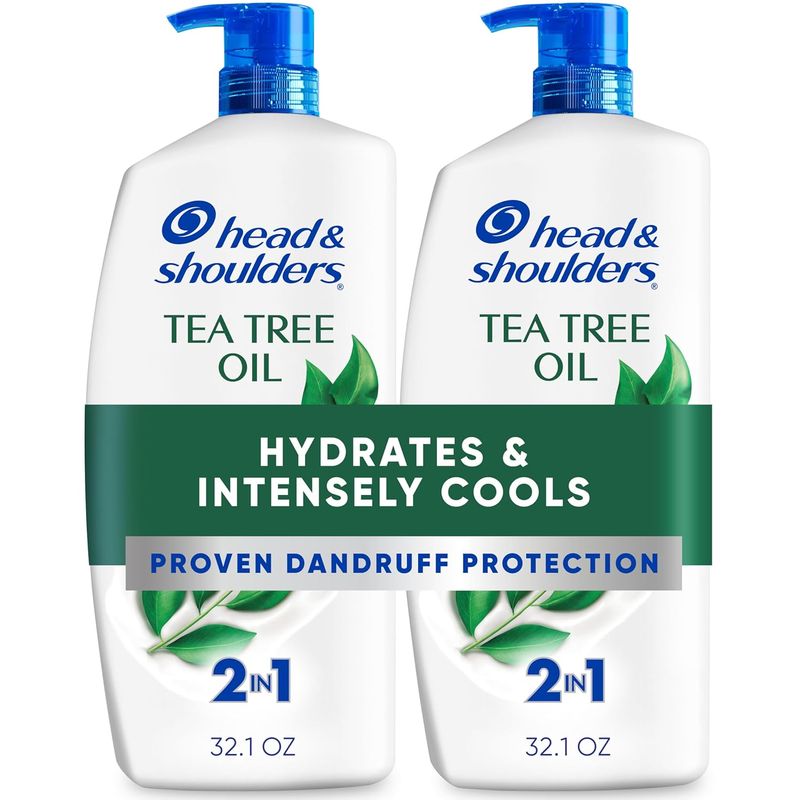 head &
shoulders®
TEA TREE
OIL
head &
shoulders®
TEA TREE
OIL
HYDRATES &
INTENSELY COOLS
PROVEN DANDRUFF PROTECTION
2IN1
32.1 OZ
2IN1
32.1 OZ